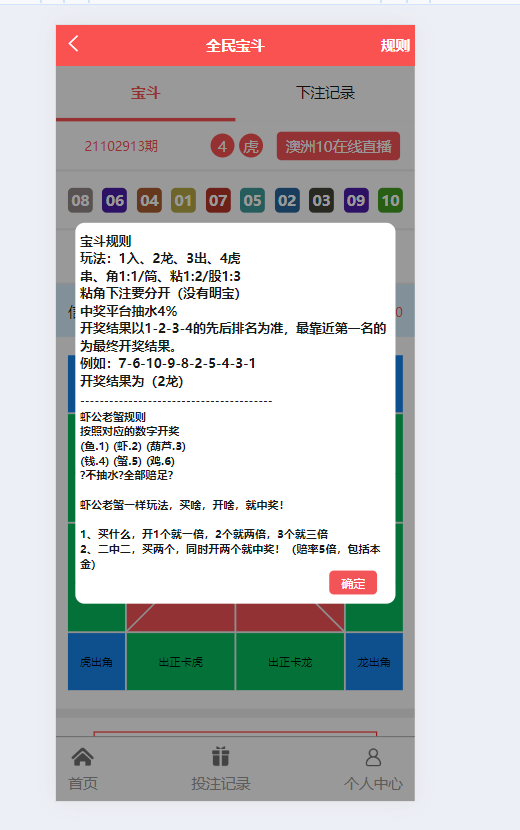 全民宝斗
规则
宝斗
下注记录
21102913期
4
虎
澳洲10在线直播
08 06 04 01 07 05 02 03 09 10
宝斗规则
玩法：1入、2龙、3出、4虎
串、角1:1/筒、粘1:2/股1:3
粘角下注要分开（没有明宝）
中奖平台抽水4%
开奖结果以1-2-3-4的先后排名为准，最靠近第一名的
为最终开奖结果。
例如：7-6-10-9-8-2-5-4-3-1
开奖结果为（2龙）
---------------------------------------
虾公老蟹规则
按照对应的数字开奖
(鱼.1) (虾.2) (葫芦.3)
(钱.4) (蟹.5) (鸡.6)
?不抽水?全部赔足?
虾公老蟹一样玩法，买啥，开啥，就中奖！
1、买什么，开1个就一倍，2个就两倍，3个就三倍
2、二中二，买两个，同时开两个就中奖！（赔率5倍，包括本
金）
确定
虎出角
出正卡虎
出正卡龙
龙出角
首页
投注记录
个人中心